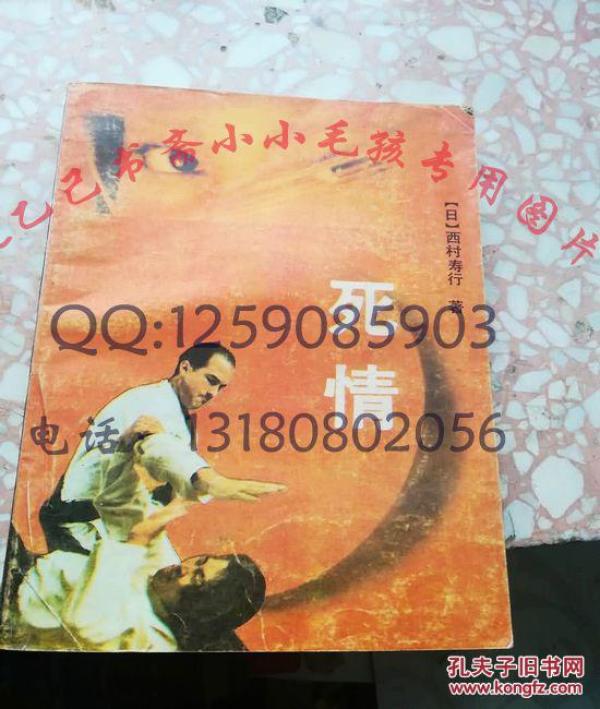 乙己书斋小小毛孩专用图片
【日】西村寿行 著
死情
QQ:1259085903
电话：13180802056
孔夫子旧书网
www.kongfz.com